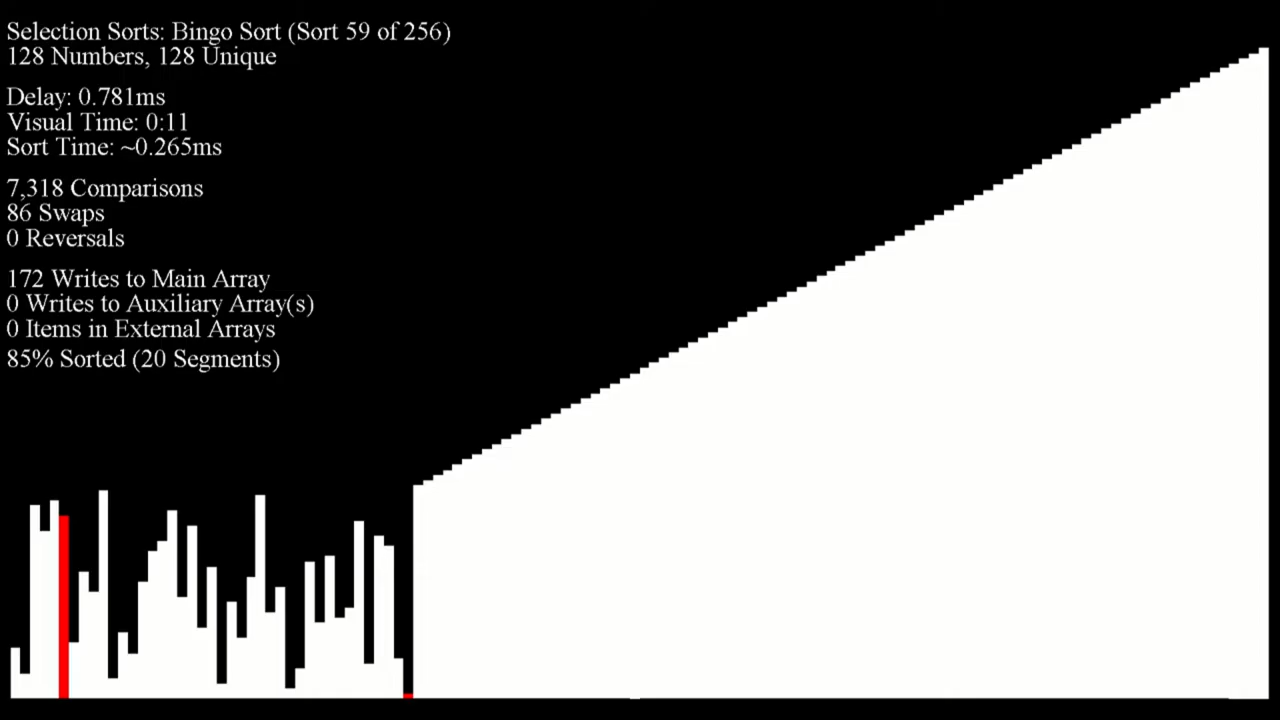 Selection Sorts: Bingo Sort (Sort 59 of 256)
128 Numbers, 128 Unique
Delay: 0.781ms
Visual Time: 0:11
Sort Time: ~0.265ms
7,318 Comparisons
86 Swaps
0 Reversals
172 Writes to Main Array
0 Writes to Auxiliary Array(s)
0 Items in External Arrays
85% Sorted (20 Segments)